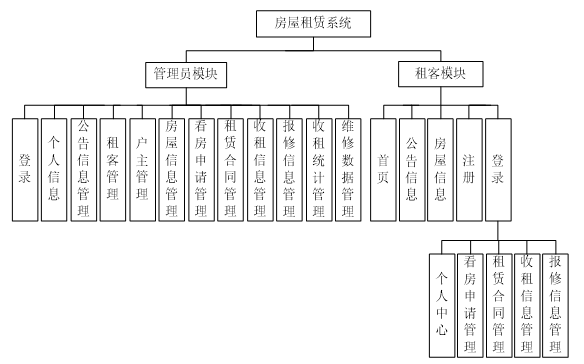 房屋租赁系统
管理员模块
租客模块
登录
个人信息
公告信息管理
租客管理
户主管理
房屋信息管理
看房申请管理
租赁合同管理
收租信息管理
报修信息管理
收租统计管理
维修数据管理
首页
公告信息
房屋信息
注册
登录
个人中心
看房申请管理
租赁合同管理
收租信息管理
报修信息管理